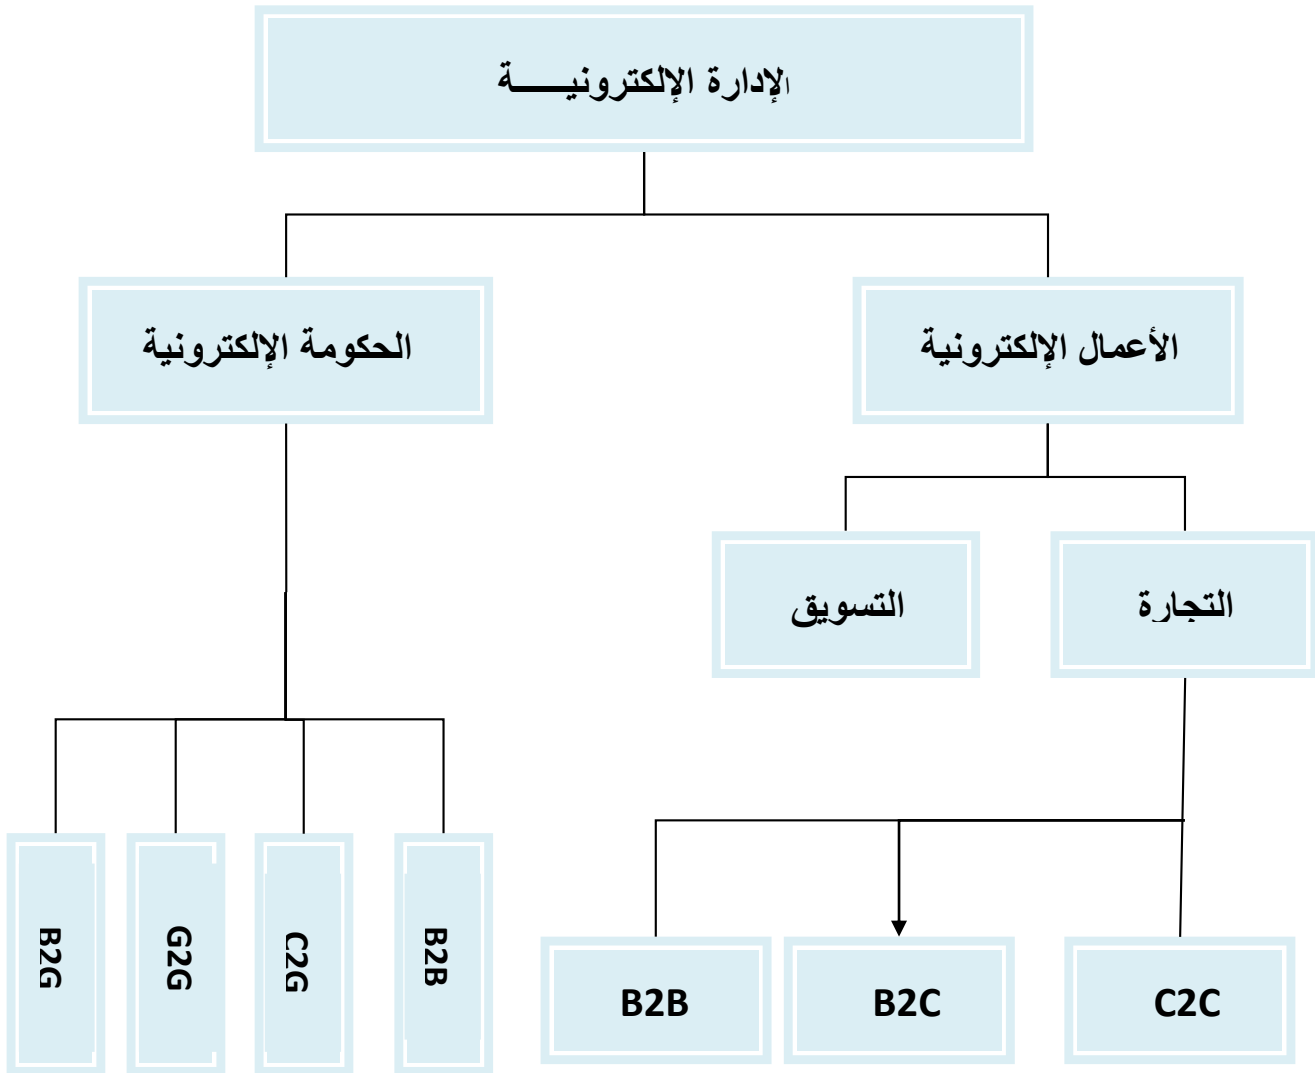 الإدارة الإلكترونيـــــة
الأعمال الإلكترونية
الحكومة الإلكترونية
التجارة
التسويق
C2C
B2C
B2B
B2B
C2G
G2G
B2G